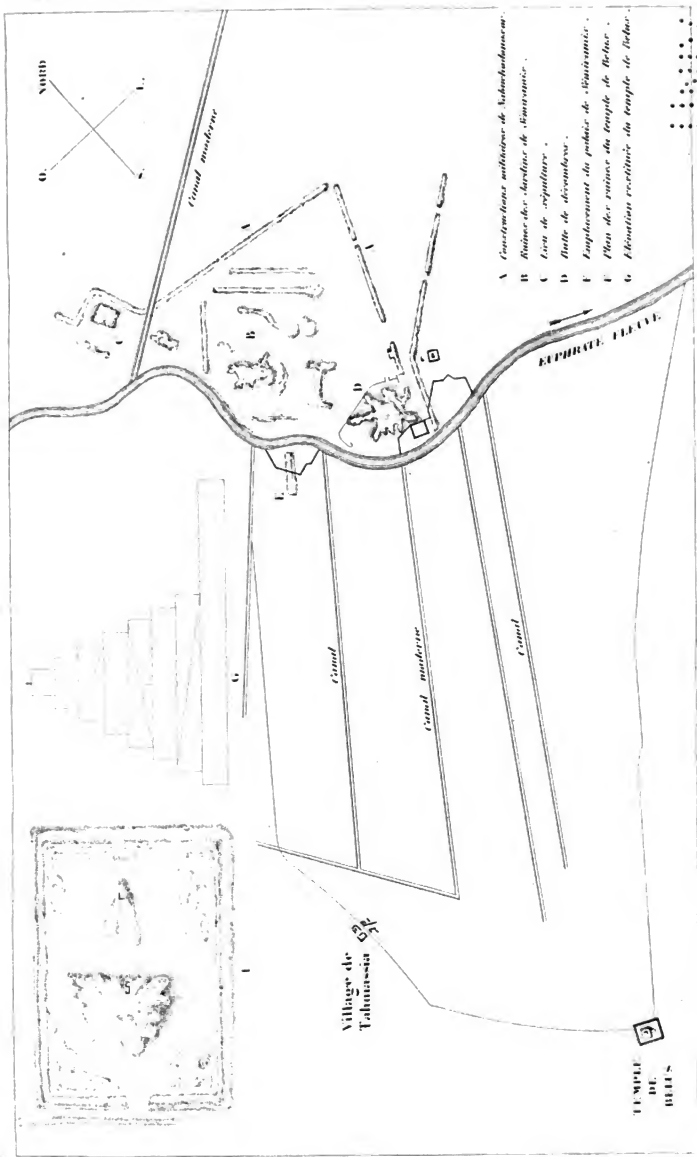 NORD
O.
E.
S.
Canal moderne
A
A
B
C
D
E
EUPHRATE FLEUVE
G
Canal
Canal moderne
Canal
Village de
Tahmassia
TEMPLE
DE
BELUS
A Constructions militaires de Nabuchodonosor.
B Ruines des Jardins de Sémiramis.
C Lieu de sépulture.
D Butte de décombres.
E Emplacement du palais de Sémiramis.
F Plan des ruines du temple de Belus.
G Elévation restituée du temple de Belus.